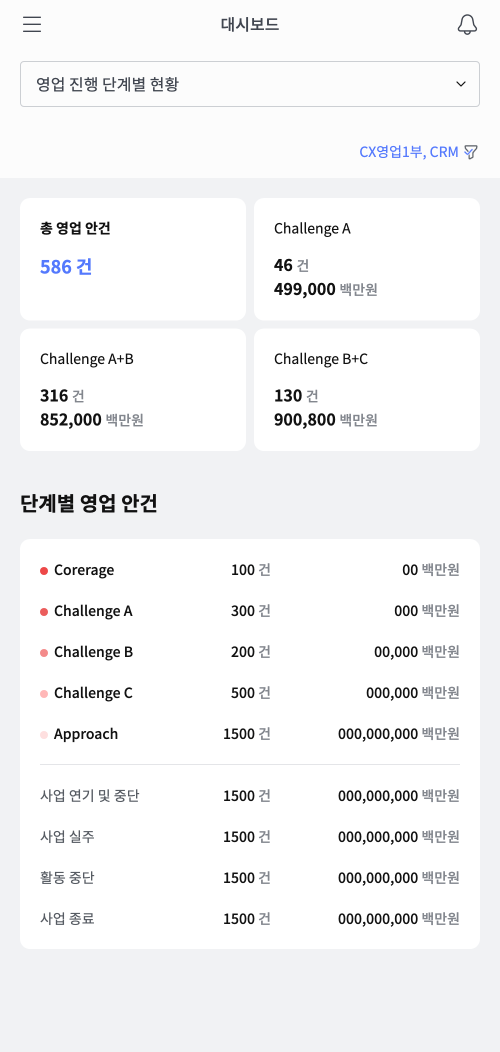 대시보드
영업 진행 단계별 현황
CX영업1부, CRM
총 영업 안건
586 건
Challenge A
46 건
499,000 백만원
Challenge A+B
316 건
852,000 백만원
Challenge B+C
130 건
900,800 백만원
단계별 영업 안건
Corerage 100 건 00 백만원
Challenge A 300 건 000 백만원
Challenge B 200 건 00,000 백만원
Challenge C 500 건 000,000 백만원
Approach 1500 건 000,000,000 백만원
사업 연기 및 중단 1500 건 000,000,000 백만원
사업 실주 1500 건 000,000,000 백만원
활동 중단 1500 건 000,000,000 백만원
사업 종료 1500 건 000,000,000 백만원